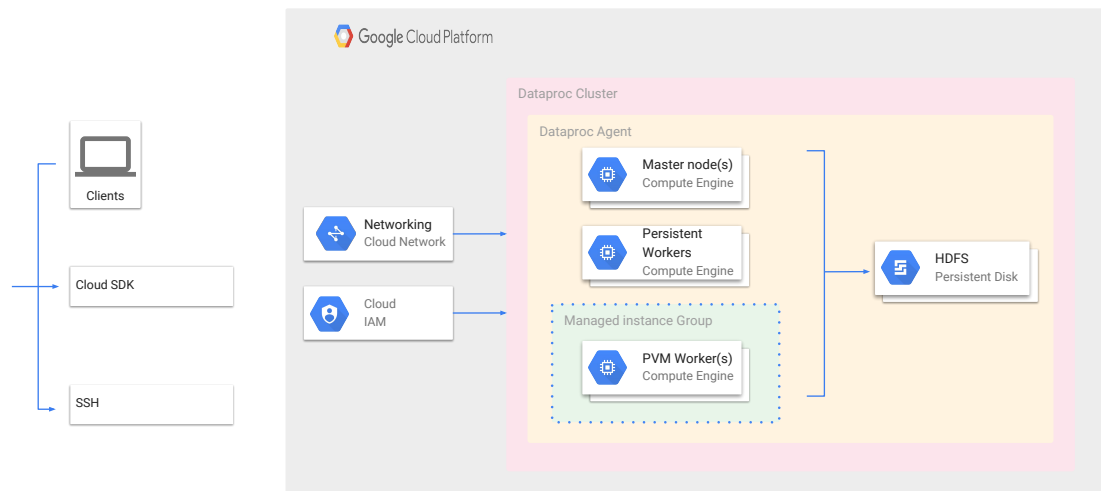 Google Cloud Platform
Dataproc Cluster
Dataproc Agent
Master node(s)
Compute Engine
Clients
Networking
Cloud Network
Persistent
Workers
Compute Engine
HDFS
Persistent Disk
Cloud SDK
Cloud
IAM
Managed instance Group
PVM Worker(s)
Compute Engine
SSH